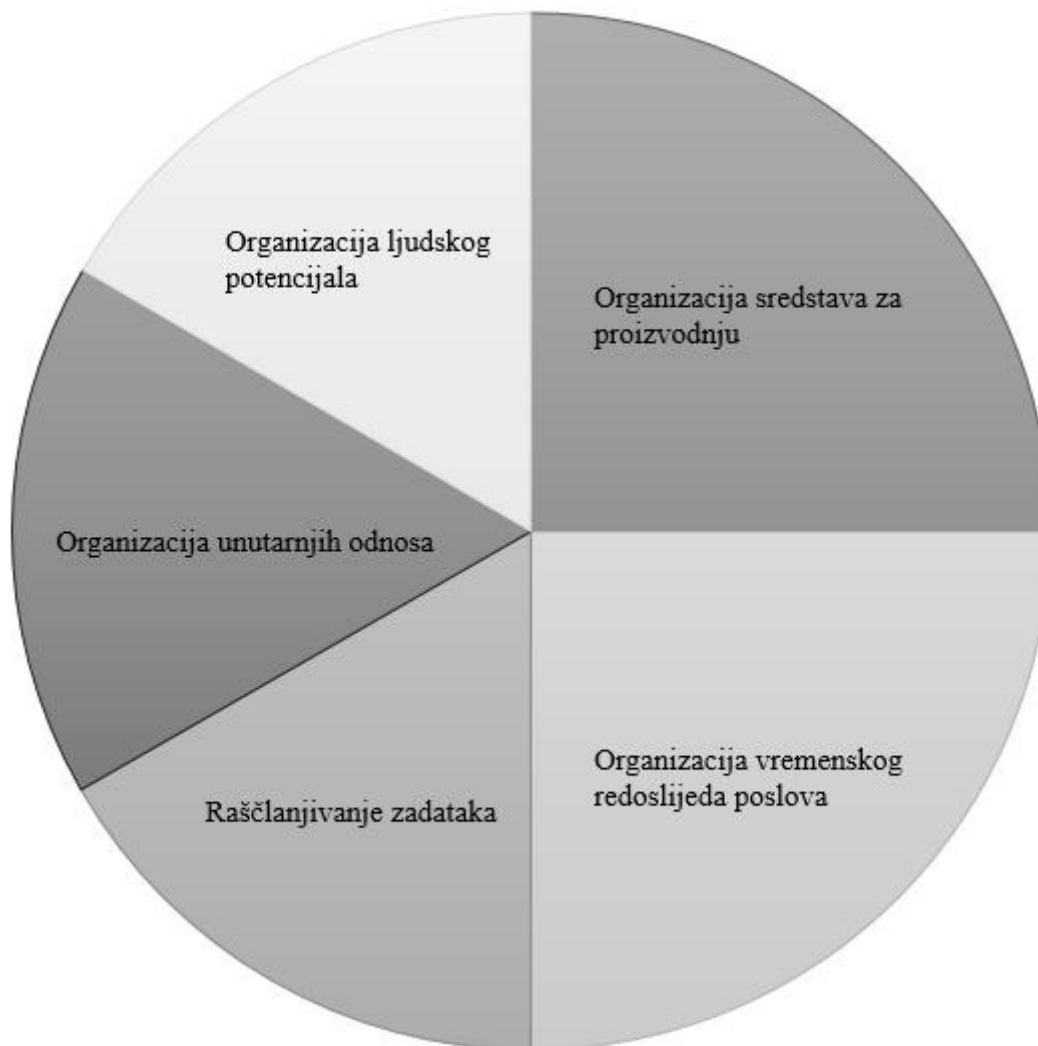 Organizacija ljudskog
potencijala
Organizacija sredstava za
proizvodnju
Organizacija unutarnjih odnosa
Organizacija vremenskog
redoslijeda poslova
Raščlanjivanje zadataka